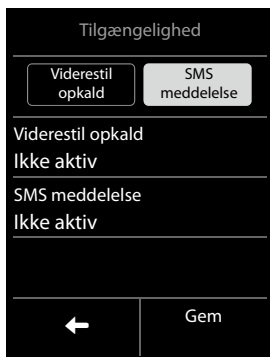 Tilgængelighed
Viderestil
opkald
SMS
meddelelse
Viderestil opkald
Ikke aktiv
SMS meddelelse
Ikke aktiv
Gem